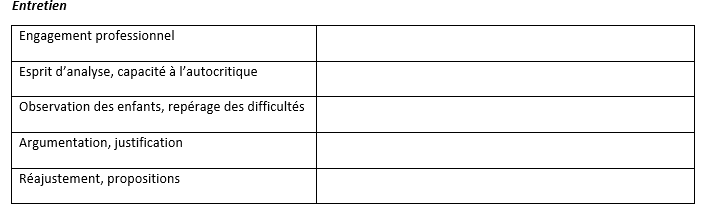 Entretien
Engagement professionnel
Esprit d’analyse, capacité à l’autocritique
Observation des enfants, repérage des difficultés
Argumentation, justification
Réajustement, propositions